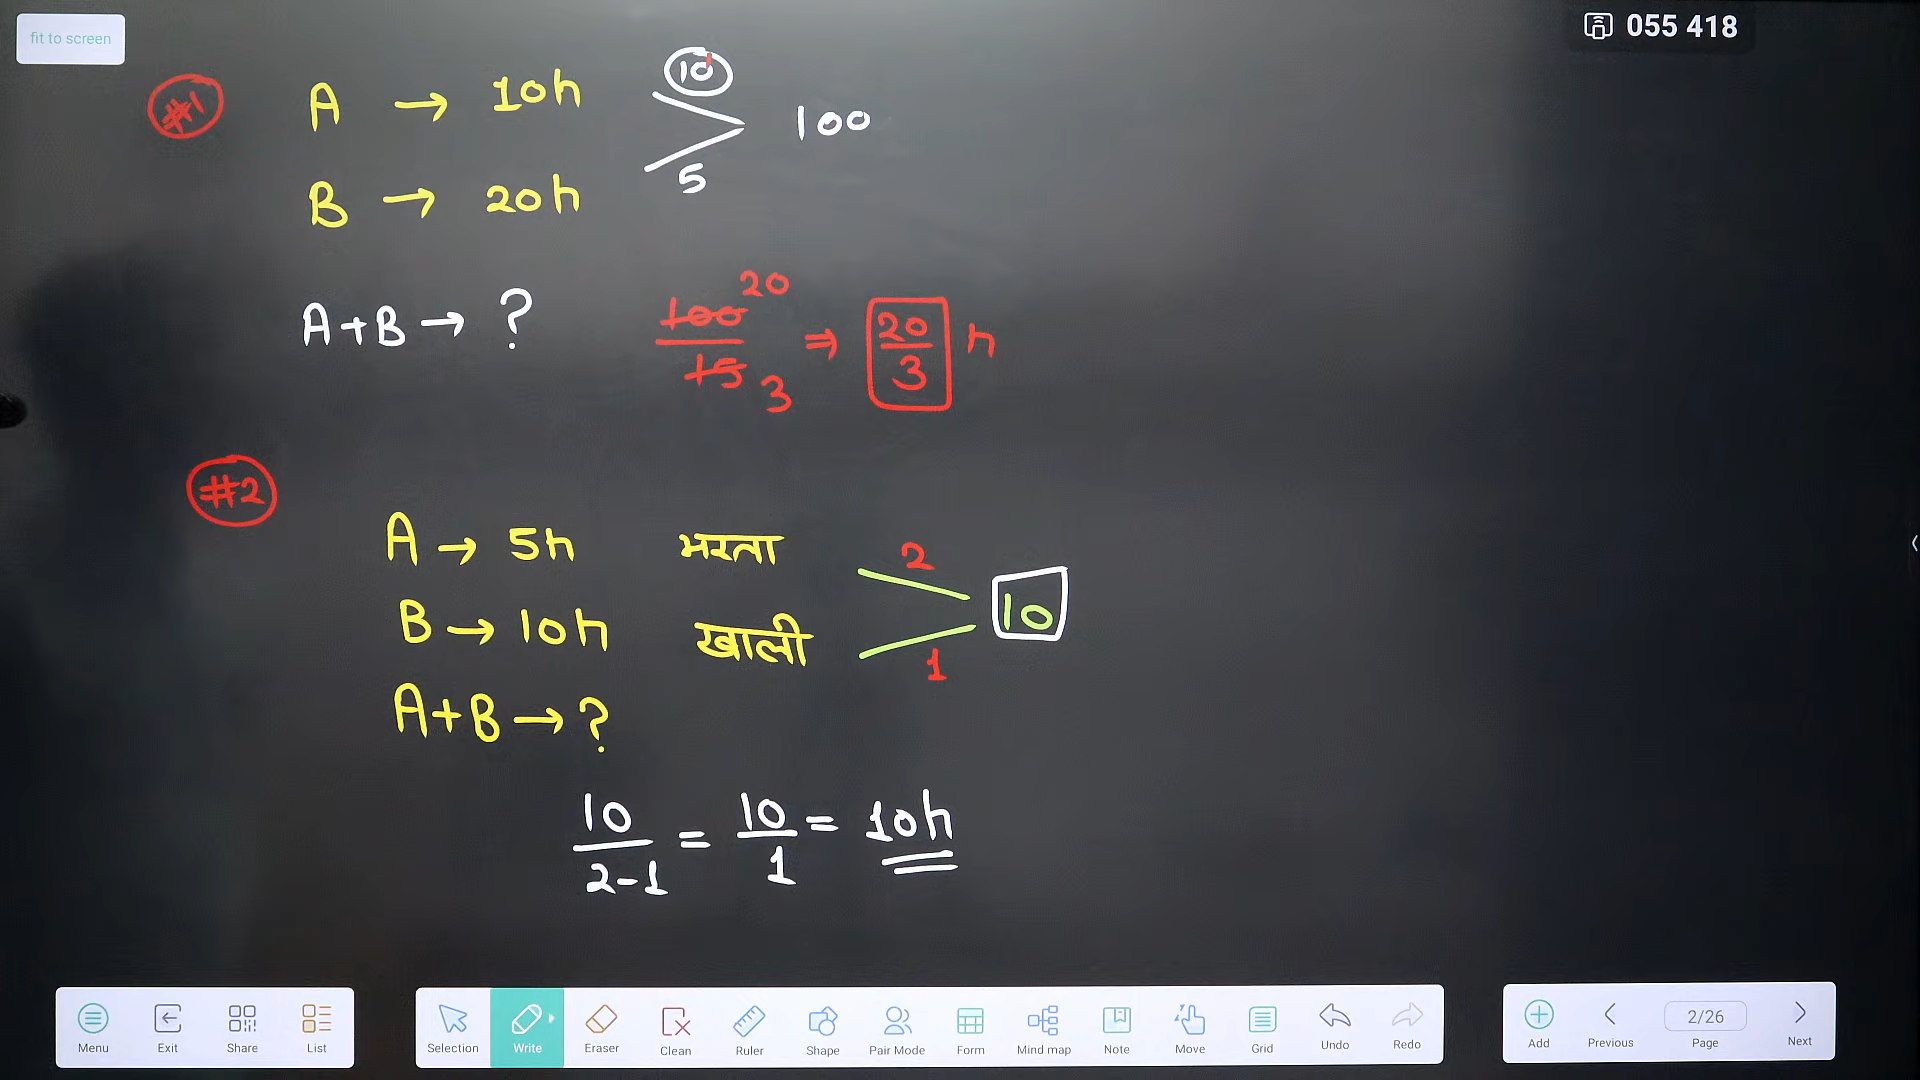 fit to screen
055 418
#1
A → 10h
10
100
B → 20h
5
A+B → ?
100 20
15 3
⇒ 20/3 h
#2
A → 5h भरता
2
10
B → 10h खाली
1
A+B → ?
10/2-1 = 10/1 = 10h
Menu Exit Share List
Selection Write Eraser Clean Ruler Shape Pair Mode Form Mind map Note Move Grid Undo Redo
2/26
Add Previous Page Next